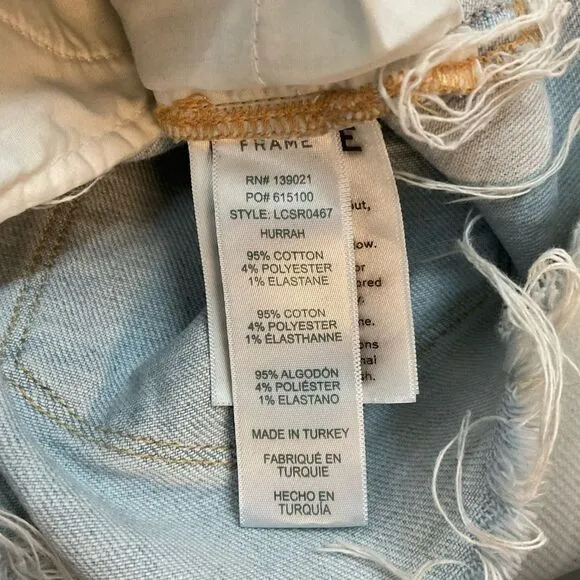 FRAME
E
RN# 139021
PO# 615100
STYLE: LCSR0467
HURRAH
95% COTTON
4% POLYESTER
1% ELASTANE
95% COTON
4% POLYESTER
1% ÉLASTHANNE
95% ALGODÓN
4% POLIÉSTER
1% ELASTANO
MADE IN TURKEY
FABRIQUÉ EN
TURQUIE
HECHO EN
TURQUÍA